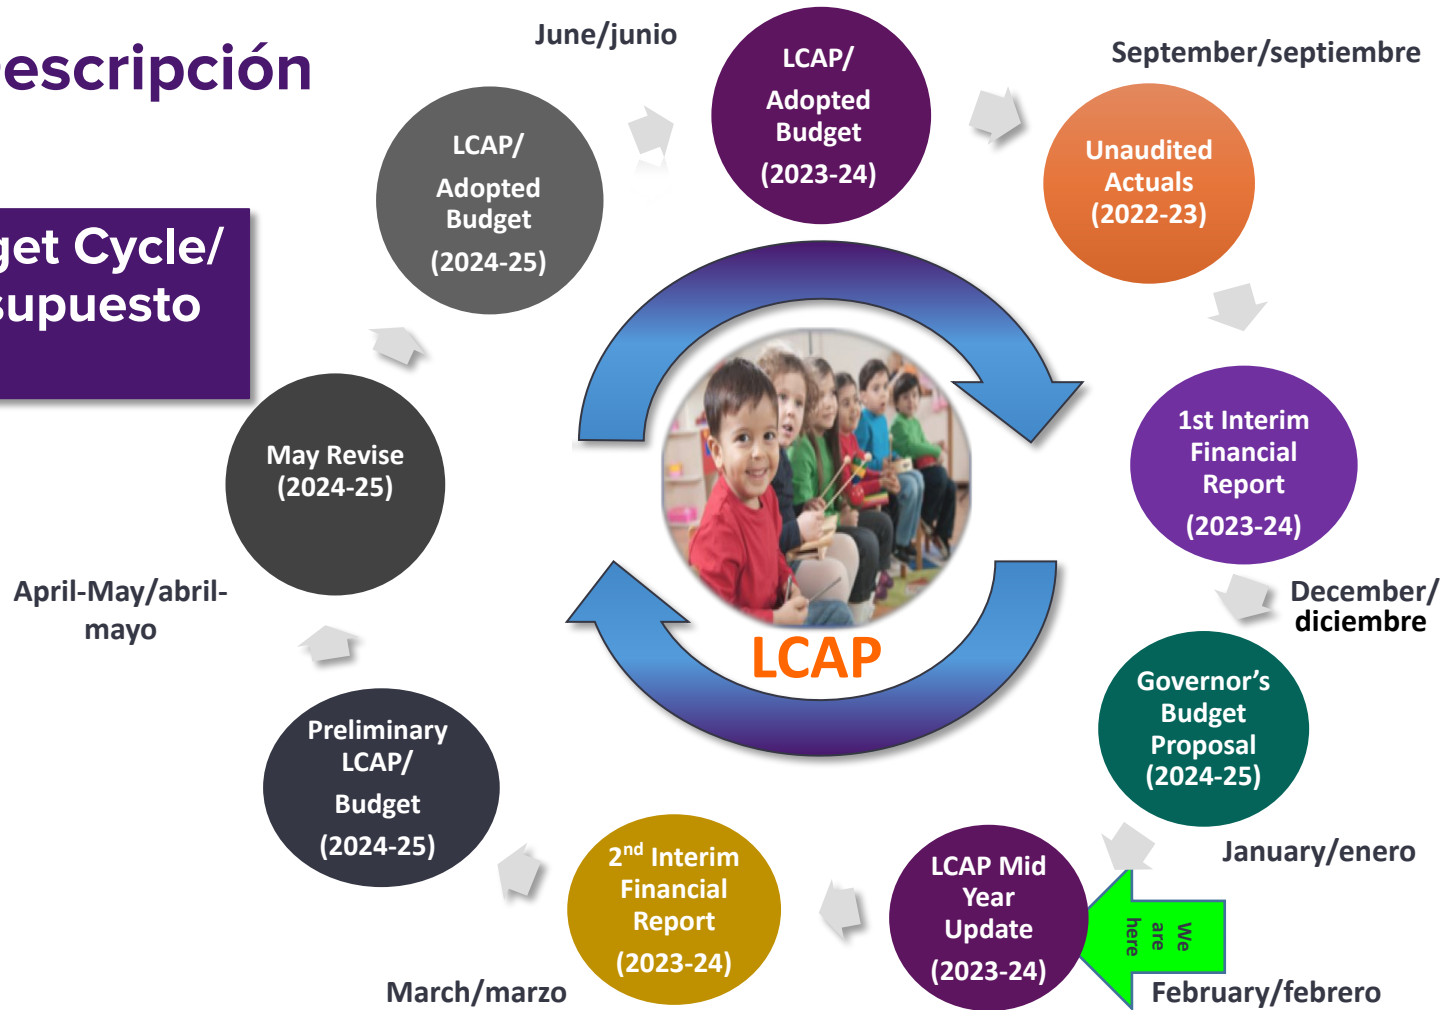 escripción
get Cycle/
supuesto
June/junio
LCAP/
Adopted
Budget
(2023-24)
September/septiembre
Unaudited
Actuals
(2022-23)
1st Interim
Financial
Report
(2023-24)
December/
diciembre
Governor's
Budget
Proposal
(2024-25)
January/enero
We
are
here
February/febrero
LCAP Mid
Year
Update
(2023-24)
2nd Interim
Financial
Report
(2023-24)
March/marzo
Preliminary
LCAP/
Budget
(2024-25)
April-May/abril-
mayo
May Revise
(2024-25)
LCAP/
Adopted
Budget
(2024-25)
LCAP